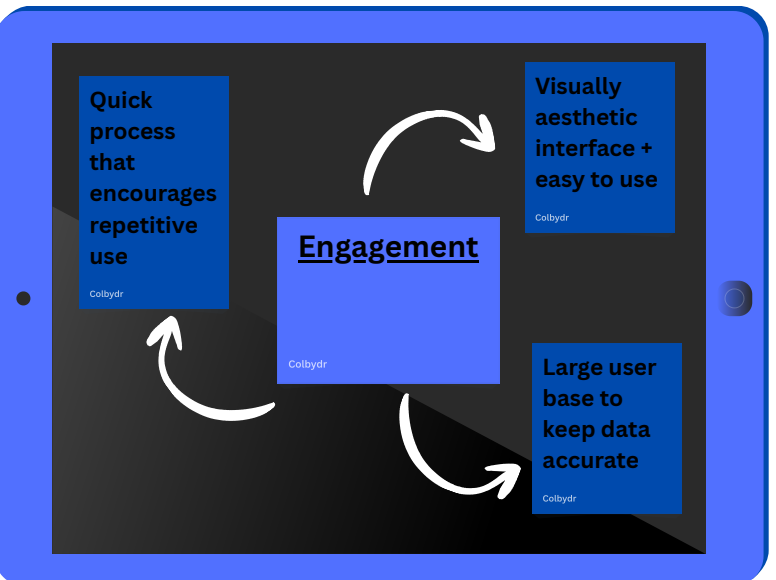 Quick
process
that
encourages
repetitive
use
Colbydr
Visually
aesthetic
interface +
easy to use
Colbydr
Engagement
Colbydr
Large user
base to
keep data
accurate
Colbydr